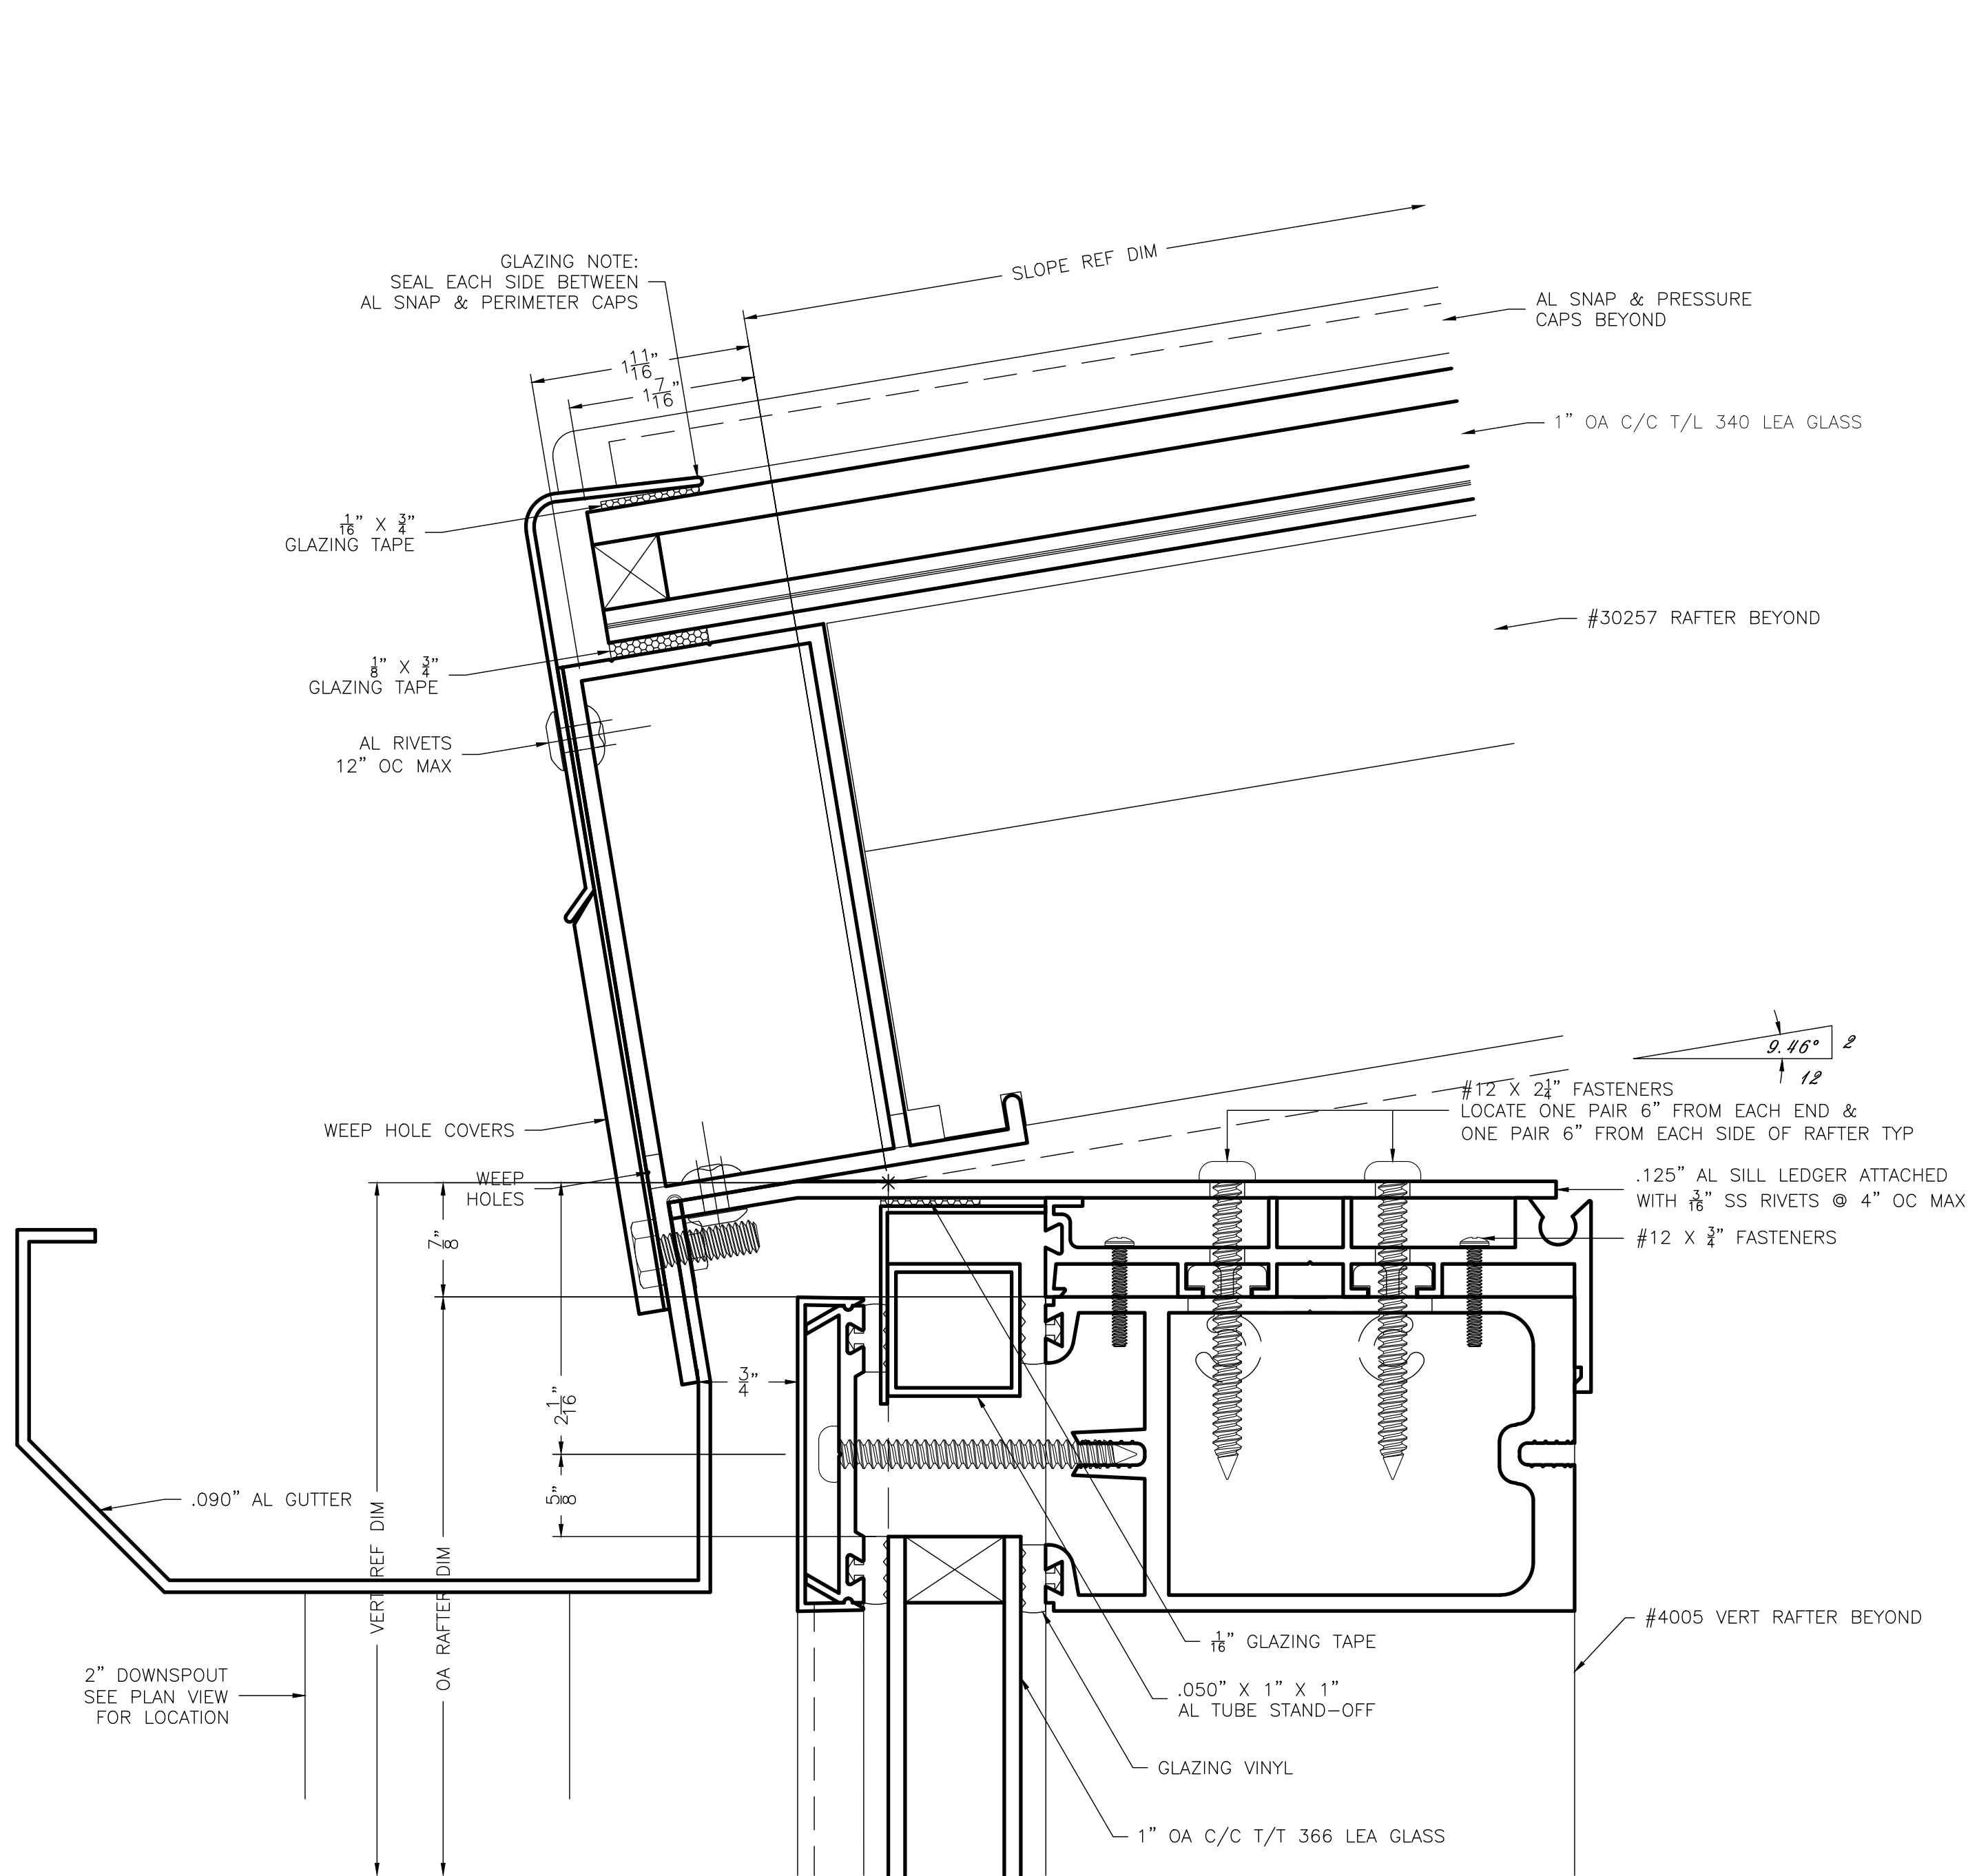 SLOPE REF DIM
GLAZING NOTE:
SEAL EACH SIDE BETWEEN
AL SNAP & PERIMETER CAPS
AL SNAP & PRESSURE
CAPS BEYOND
1 11/16"
1 7/16"
1" OA C/C T/L 340 LEA GLASS
1/16" X 3/4"
GLAZING TAPE
#30257 RAFTER BEYOND
1/8" X 3/4"
GLAZING TAPE
AL RIVETS
12" OC MAX
9.46°
2
12
#12 X 2 1/4" FASTENERS
LOCATE ONE PAIR 6" FROM EACH END &
ONE PAIR 6" FROM EACH SIDE OF RAFTER TYP
WEEP HOLE COVERS
WEEP
HOLES
.125" AL SILL LEDGER ATTACHED
WITH 3/16" SS RIVETS @ 4" OC MAX
#12 X 3/4" FASTENERS
7/8"
3/4"
2 1/16"
5/8"
.090" AL GUTTER
VERT REF DIM
OA RAFTER DIM
#4005 VERT RAFTER BEYOND
1/16" GLAZING TAPE
2" DOWNSPOUT
SEE PLAN VIEW
FOR LOCATION
.050" X 1" X 1"
AL TUBE STAND-OFF
GLAZING VINYL
1" OA C/C T/T 366 LEA GLASS